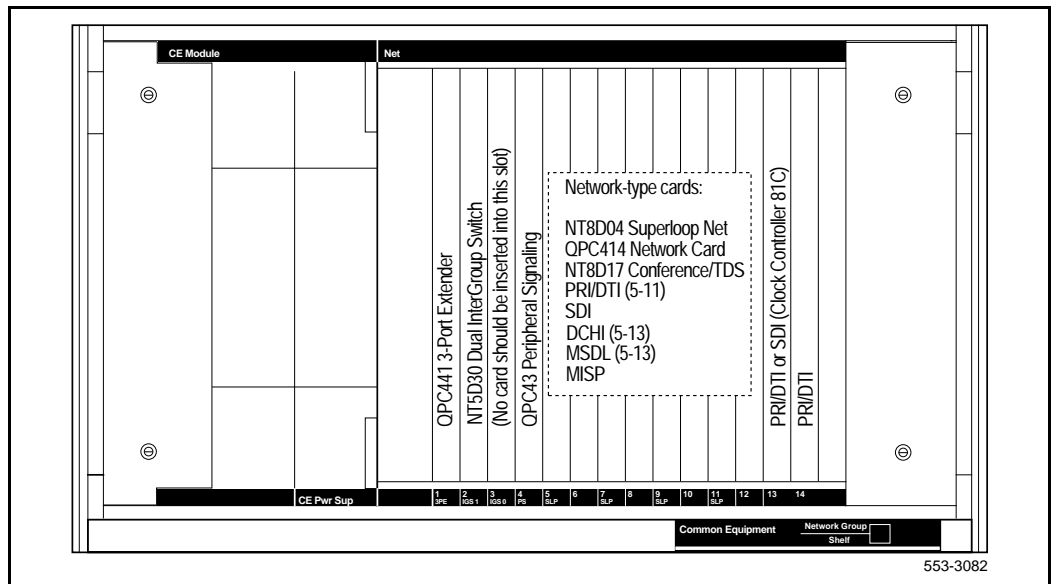 CE Module
Net
QPC441 3-Port Extender
NT5D30 Dual InterGroup Switch
(No card should be inserted into this slot)
QPC43 Peripheral Signaling
Network-type cards:
NT8D04 Superloop Net
QPC414 Network Card
NT8D17 Conference/TDS
PRI/DTI (5-11)
SDI
DCHI (5-13)
MSDL (5-13)
MISP
PRI/DTI or SDI (Clock Controller 81C)
PRI/DTI
CE Pwr Sup
1 2 3 4 5 6 7 8 9 10 11 12 13 14
3PE IGS 1 IGS 0 PS SLP SLP SLP SLP
Common Equipment
Network Group
Shelf
553-3082